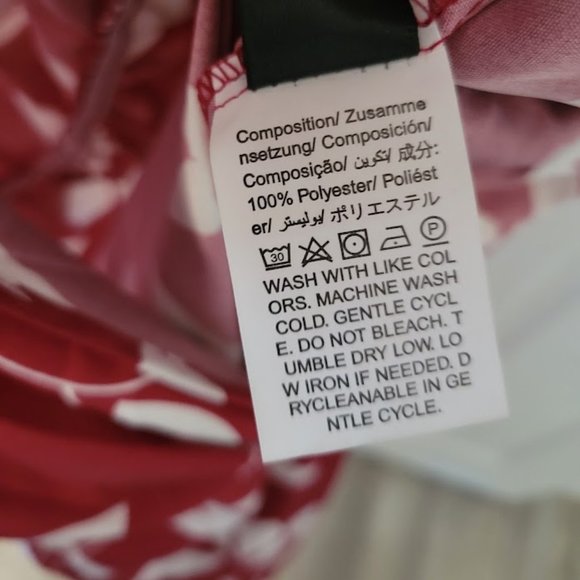 Composition/ Zusamme
nsetzung/ Composición/
Composição/ تكوين/ 成分:
100% Polyester/ Poliést
er/ بوليستر/ ポリエステル
30 P
WASH WITH LIKE COL
ORS. MACHINE WASH
COLD. GENTLE CYCL
E. DO NOT BLEACH. T
UMBLE DRY LOW. LO
W IRON IF NEEDED. D
RYCLEANABLE IN GE
NTLE CYCLE.